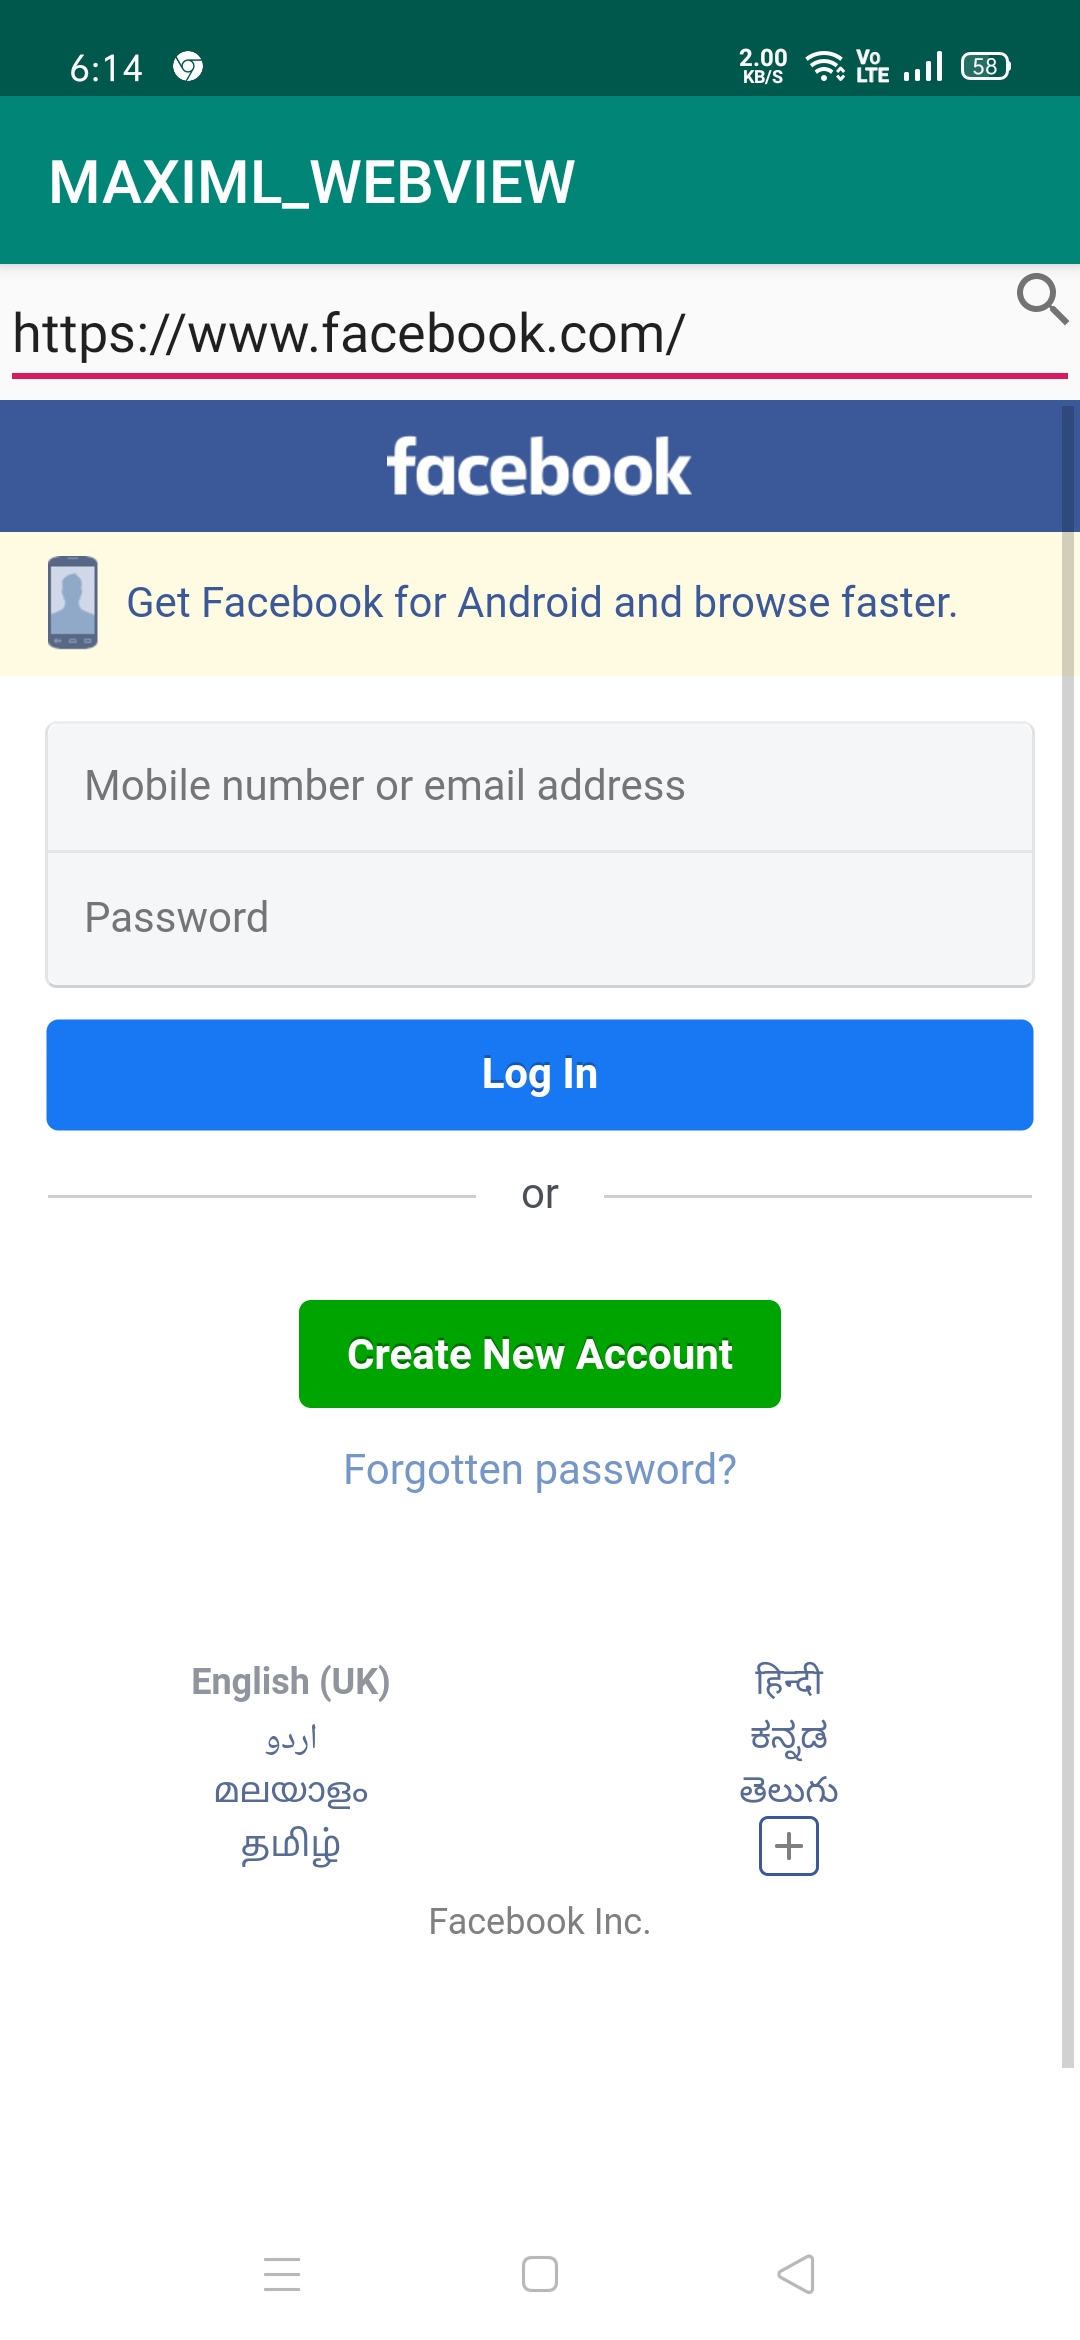 6:14
2.00
KB/S
Vo
LTE
58
MAXIML_WEBVIEW
https://www.facebook.com/
facebook
Get Facebook for Android and browse faster.
Mobile number or email address
Password
Log In
or
Create New Account
Forgotten password?
English (UK)
हिन्दी
اردو
ಕನ್ನಡ
മലയാളം
తెలుగు
தமிழ்
Facebook Inc.